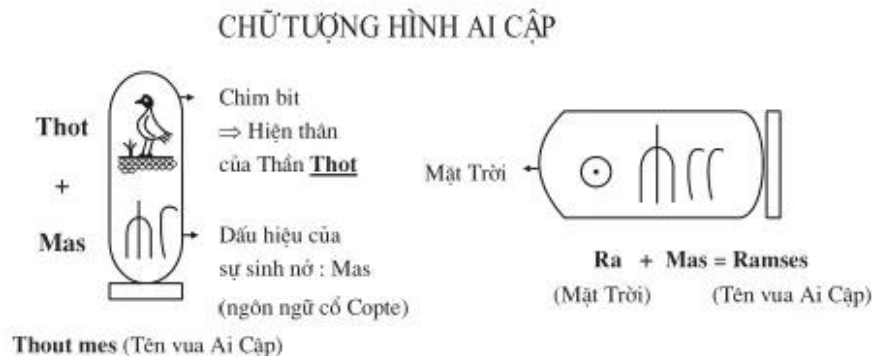 CHỮ TƯỢNG HÌNH AI CẬP
Thot
+
Mas
Chim bit
⇒ Hiện thân
của Thần Thot
Dấu hiệu của
sự sinh nở : Mas
(ngôn ngữ cổ Copte)
Thout mes (Tên vua Ai Cập)
Mặt Trời
Ra + Mas = Ramses
(Mặt Trời) (Tên vua Ai Cập)